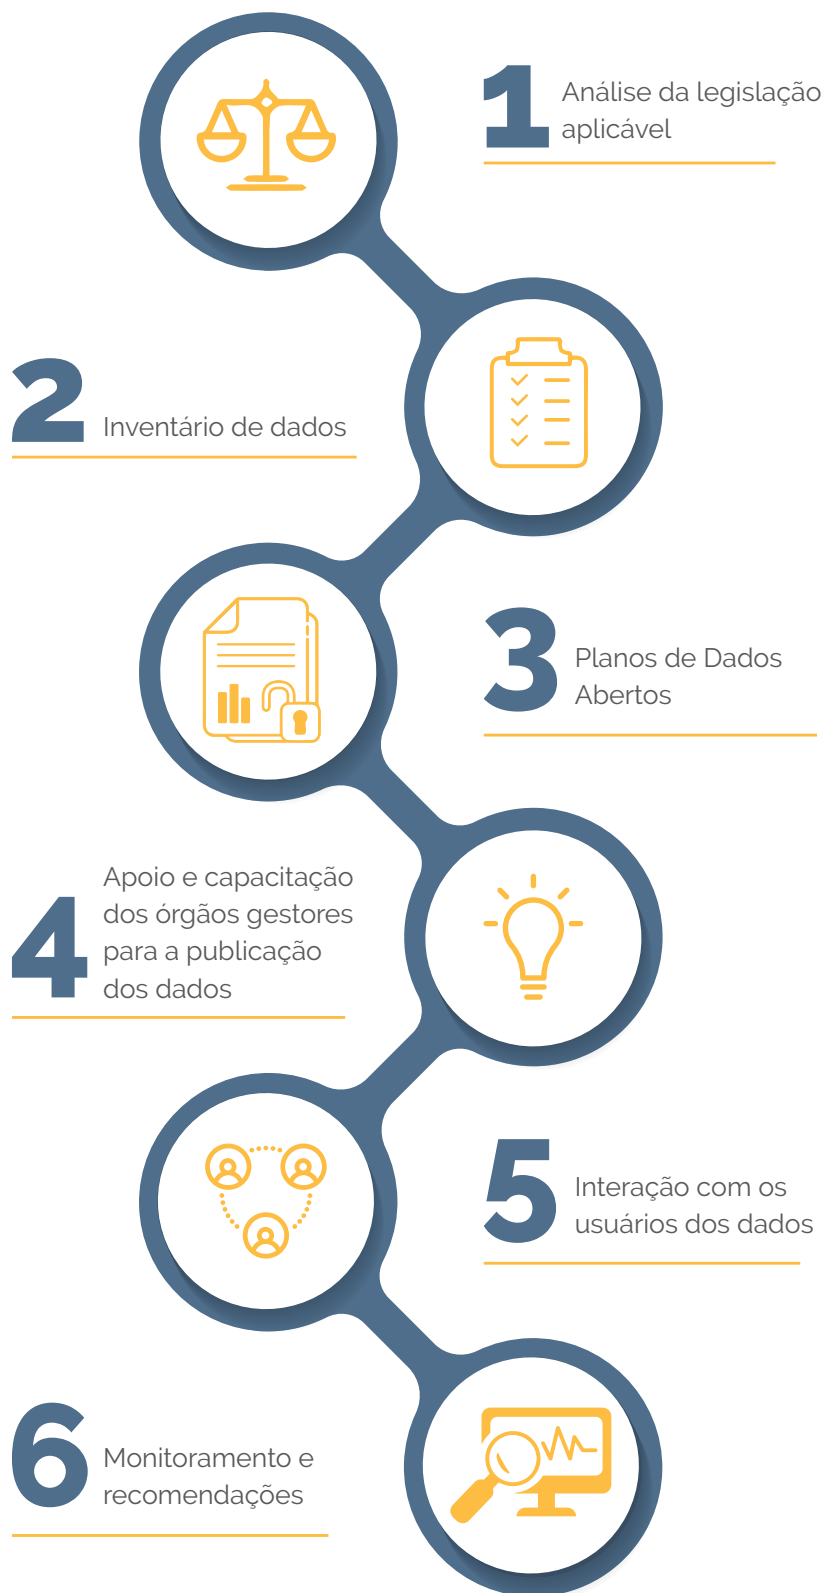 1
Análise da legislação
aplicável
2
Inventário de dados
3
Planos de Dados
Abertos
4
Apoio e capacitação
dos órgãos gestores
para a publicação
dos dados
5
Interação com os
usuários dos dados
6
Monitoramento e
recomendações